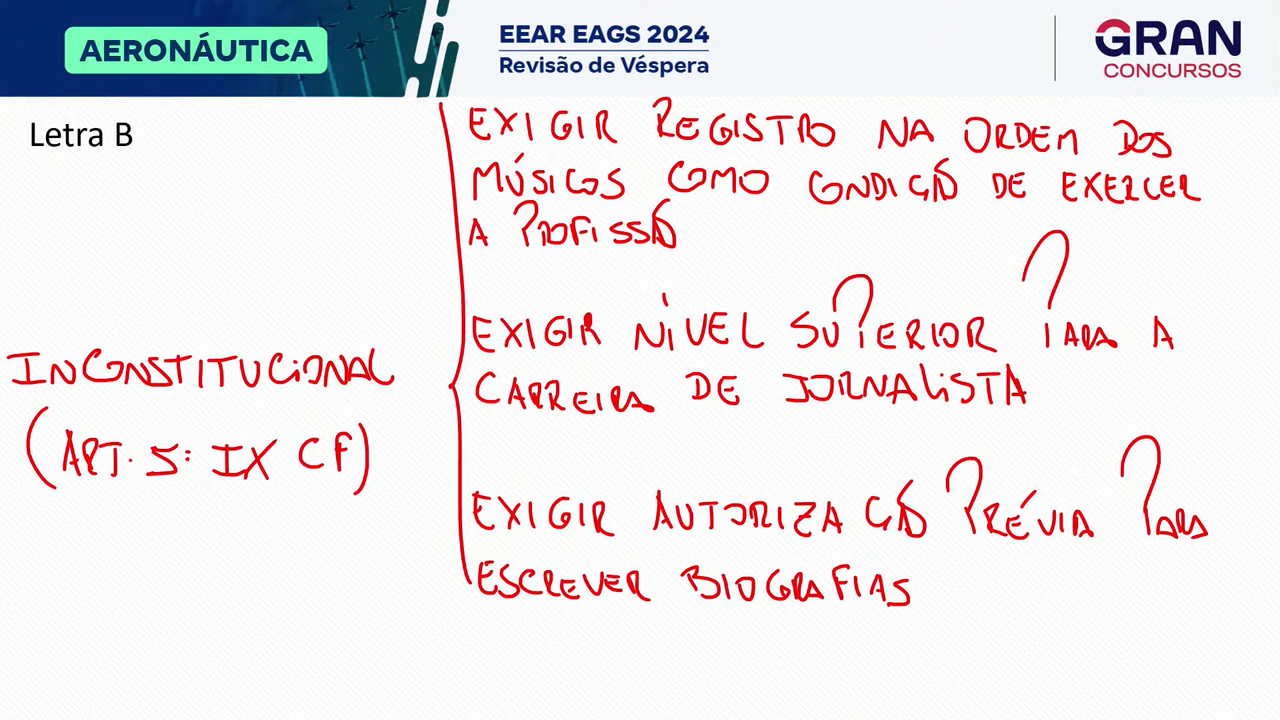 AERONÁUTICA
EEAR EAGS 2024
Revisão de Véspera
GRAN
CONCURSOS
Letra B
INCONSTITUCIONAL
(ART. 5: IX CF)
EXIGIR REGISTRO NA ORDEM DOS
MÚSICOS COMO CONDIÇÃO DE EXERCER
A PROFISSÃO
EXIGIR NÍVEL SUPERIOR PARA A
CARREIRA DE JORNALISTA
EXIGIR AUTORIZAÇÃO PRÉVIA PARA
ESCREVER BIOGRAFIAS